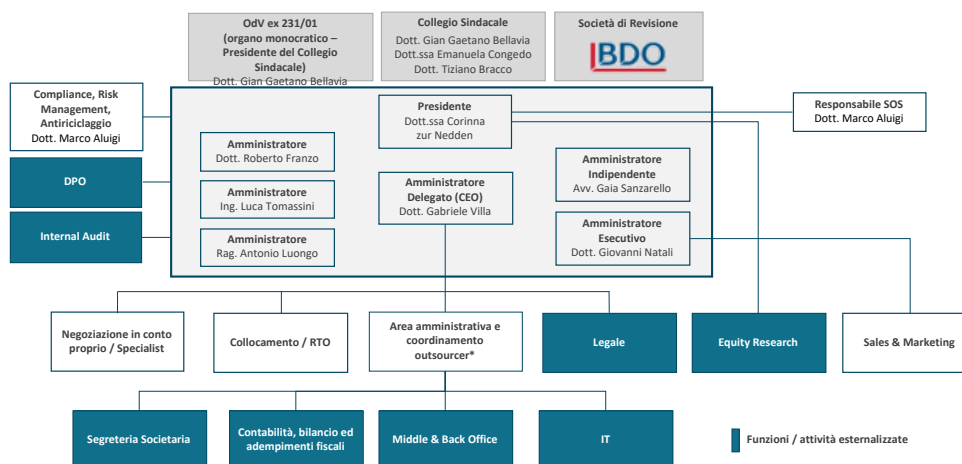 OdV ex 231/01
(organo monocratico –
Presidente del Collegio
Sindacale)
Dott. Gian Gaetano Bellavia
Collegio Sindacale
Dott. Gian Gaetano Bellavia
Dott.ssa Emanuela Congedo
Dott. Tiziano Bracco
Società di Revisione
BDO
Compliance, Risk
Management,
Antiriciclaggio
Dott. Marco Aluigi
Presidente
Dott.ssa Corinna
zur Nedden
Responsabile SOS
Dott. Marco Aluigi
DPO
Internal Audit
Amministratore
Dott. Roberto Franzo
Amministratore
Ing. Luca Tomassini
Amministratore
Rag. Antonio Luongo
Amministratore
Delegato (CEO)
Dott. Gabriele Villa
Amministratore
Indipendente
Avv. Gaia Sanzarello
Amministratore
Esecutivo
Dott. Giovanni Natali
Negoziazione in conto
proprio / Specialist
Collocamento / RTO
Area amministrativa e
coordinamento
outsourcer*
Legale
Equity Research
Sales & Marketing
Segreteria Societaria
Contabilità, bilancio ed
adempimenti fiscali
Middle & Back Office
IT
Funzioni / attività esternalizzate